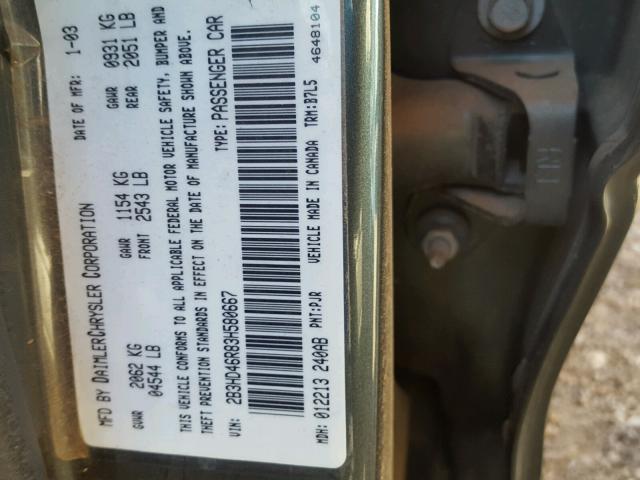 MFD BY DAIMLERCHRYSLER CORPORATION DATE OF MFR: 1-03
GVWR 2062 KG 04544 LB GAWR FRONT 1154 KG 2543 LB GAWR REAR 0931 KG 2051 LB
THIS VEHICLE CONFORMS TO ALL APPLICABLE FEDERAL MOTOR VEHICLE SAFETY, BUMPER AND
THEFT PREVENTION STANDARDS IN EFFECT ON THE DATE OF MANUFACTURE SHOWN ABOVE.
VIN: 2B3HD46R83H580667 TYPE: PASSENGER CAR
MDH: 012213 240AB PNT: PJR VEHICLE MADE IN CANADA TRM: B7L5 4648104